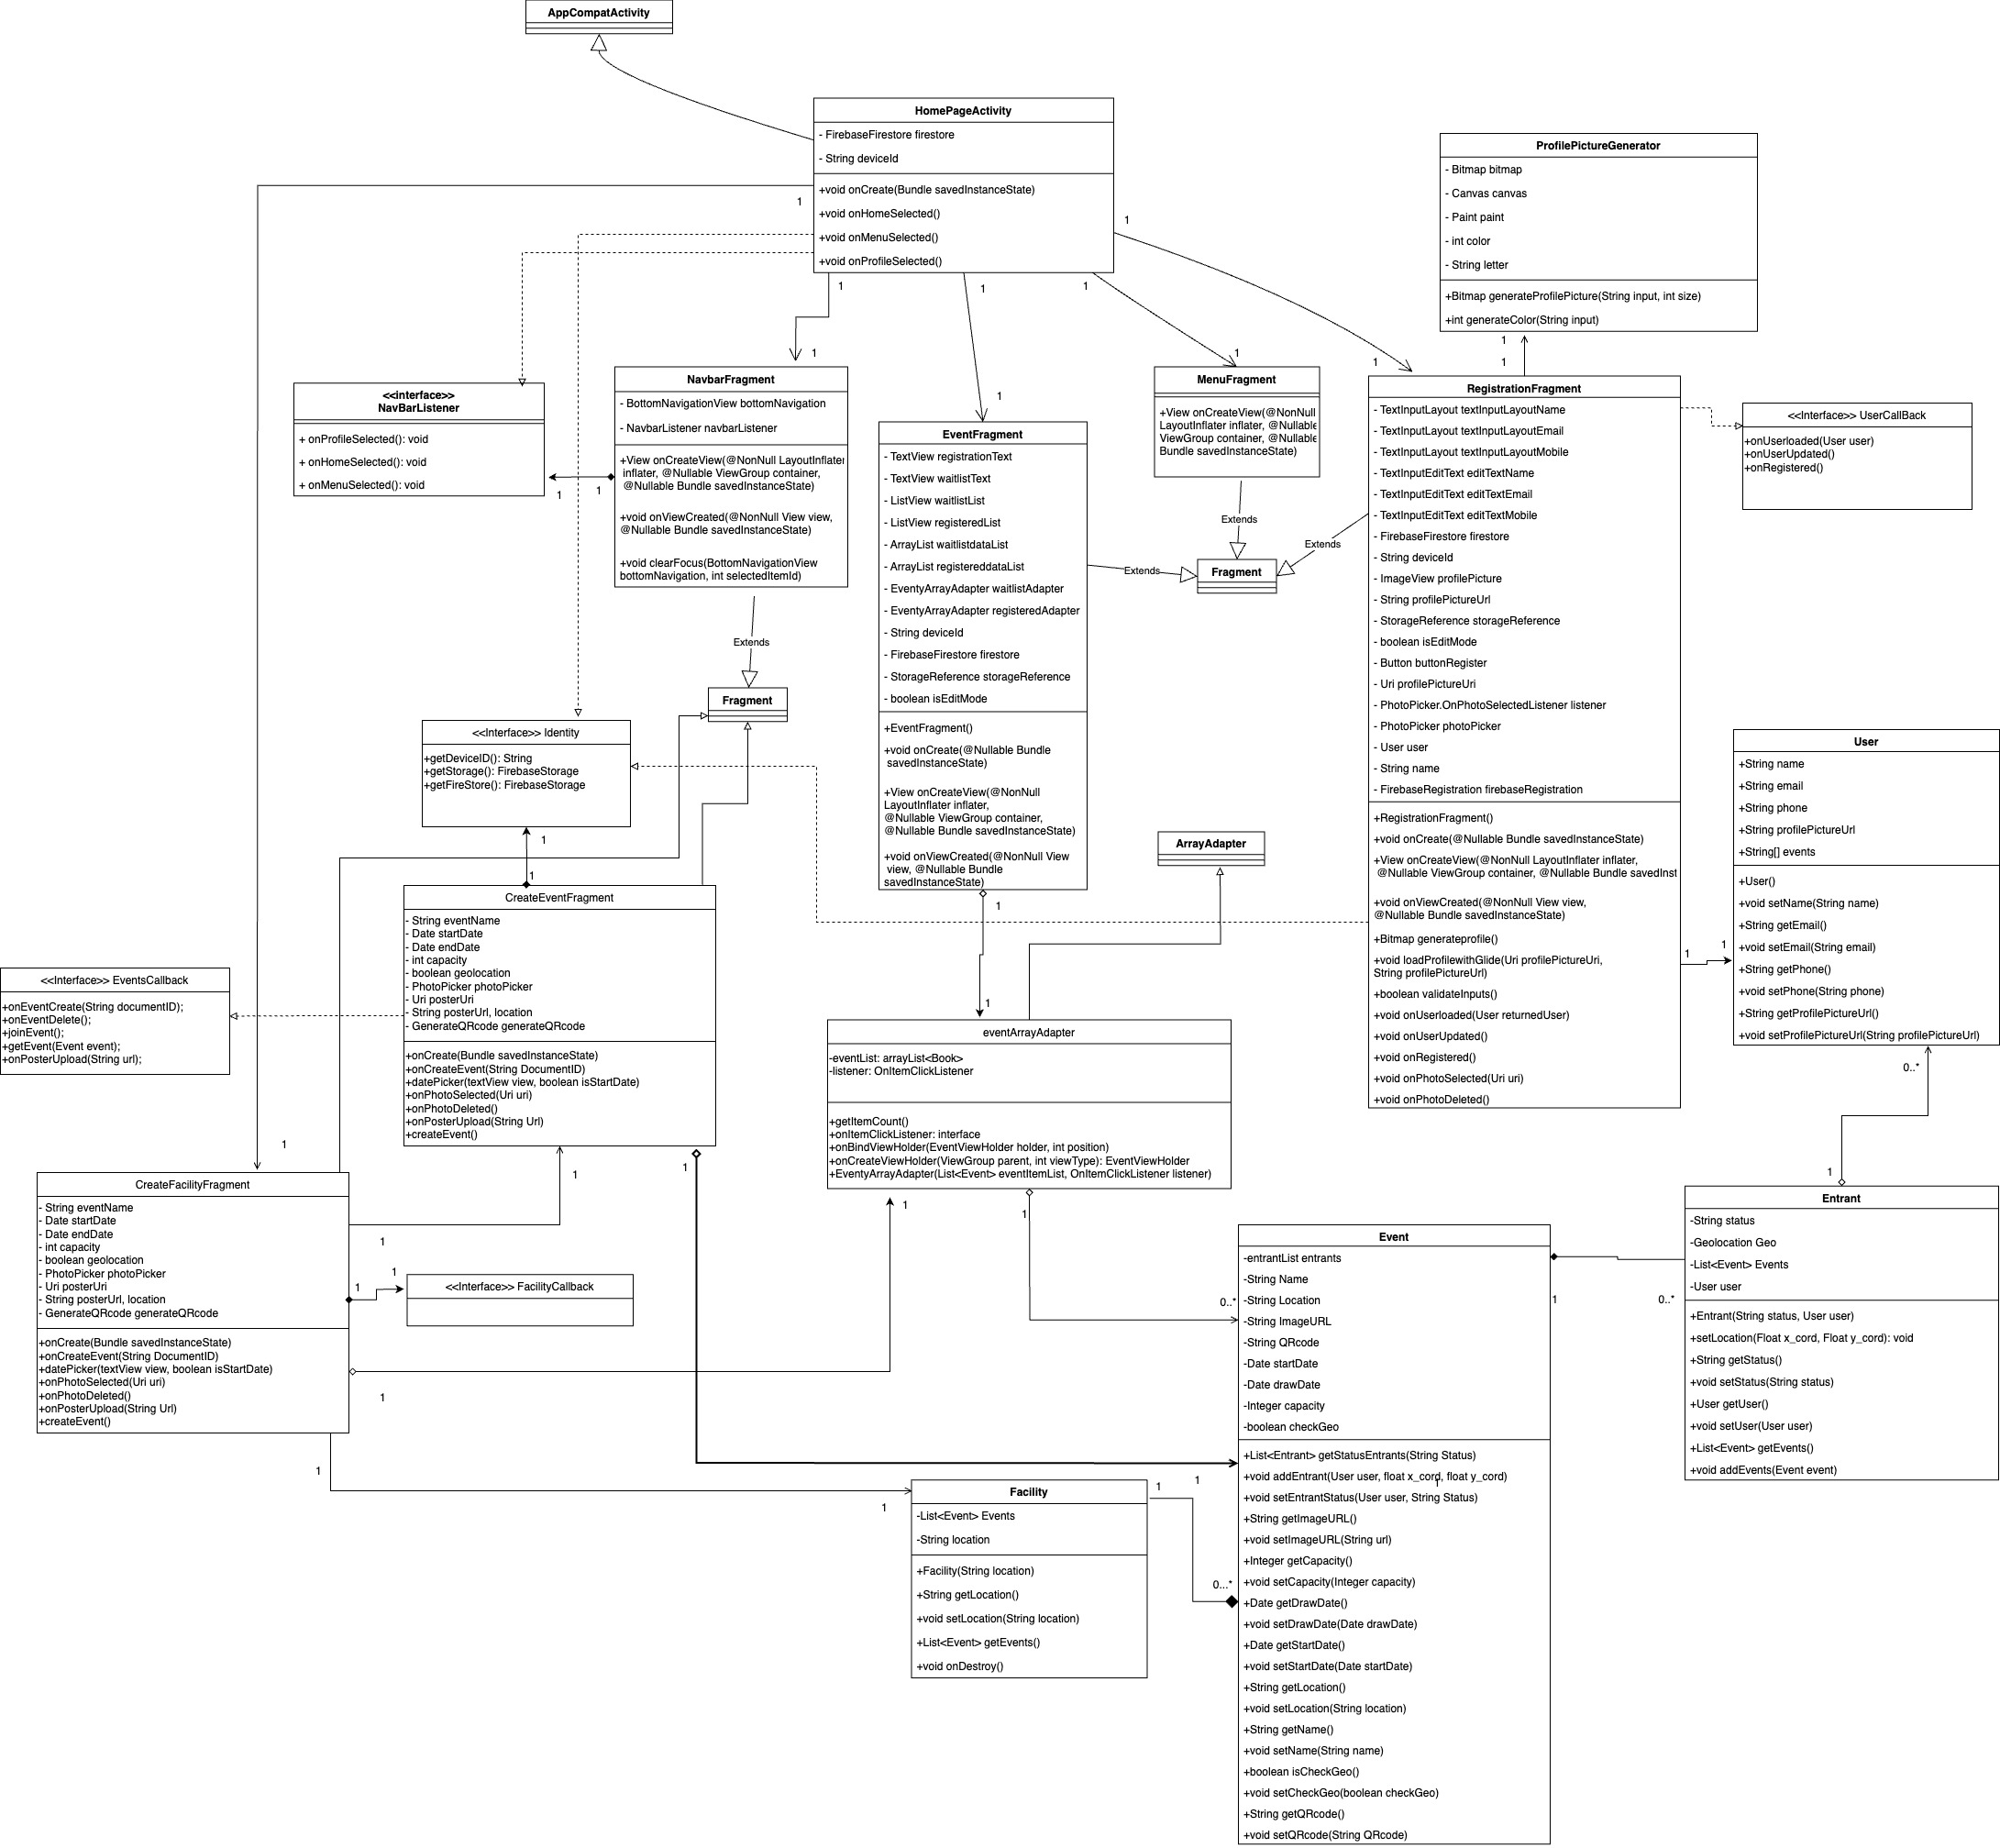 AppCompatActivity
HomePageActivity
- FirebaseFirestore firestore
- String deviceId
+void onCreate(Bundle savedInstanceState)
+void onHomeSelected()
+void onMenuSelected()
+void onProfileSelected()
1
1
1
1
1
1
1
1
1
ProfilePictureGenerator
- Bitmap bitmap
- Canvas canvas
- Paint paint
- int color
- String letter
+Bitmap generateProfilePicture(String input, int size)
+int generateColor(String input)
1
1
<<interface>>
NavBarListener
+ onProfileSelected(): void
+ onHomeSelected(): void
+ onMenuSelected(): void
1
1
NavbarFragment
- BottomNavigationView bottomNavigation
- NavbarListener navbarListener
+View onCreateView(@NonNull LayoutInflater
inflater, @Nullable ViewGroup container,
@Nullable Bundle savedInstanceState)
+void onViewCreated(@NonNull View view,
@Nullable Bundle savedInstanceState)
+void clearFocus(BottomNavigationView
bottomNavigation, int selectedItemId)
Extends
Fragment
EventFragment
- TextView registrationText
- TextView waitlistText
- ListView waitlistList
- ListView registeredList
- ArrayList waitlistdataList
- ArrayList registereddataList
- EventyArrayAdapter waitlistAdapter
- EventyArrayAdapter registeredAdapter
- String deviceId
- FirebaseFirestore firestore
- StorageReference storageReference
- boolean isEditMode
+EventFragment()
+void onCreate(@Nullable Bundle
savedInstanceState)
+View onCreateView(@NonNull
LayoutInflater inflater,
@Nullable ViewGroup container,
@Nullable Bundle savedInstanceState)
+void onViewCreated(@NonNull View
view, @Nullable Bundle
savedInstanceState)
1
1
MenuFragment
+View onCreateView(@NonNull
LayoutInflater inflater, @Nullable
ViewGroup container, @Nullable
Bundle savedInstanceState)
Extends
Extends
Extends
Fragment
RegistrationFragment
- TextInputLayout textInputLayoutName
- TextInputLayout textInputLayoutEmail
- TextInputLayout textInputLayoutMobile
- TextInputEditText editTextName
- TextInputEditText editTextEmail
- TextInputEditText editTextMobile
- FirebaseFirestore firestore
- String deviceId
- ImageView profilePicture
- String profilePictureUrl
- StorageReference storageReference
- boolean isEditMode
- Button buttonRegister
- Uri profilePictureUri
- PhotoPicker.OnPhotoSelectedListener listener
- PhotoPicker photoPicker
- User user
- String name
- FirebaseRegistration firebaseRegistration
+RegistrationFragment()
+void onCreate(@Nullable Bundle savedInstanceState)
+View onCreateView(@NonNull LayoutInflater inflater,
@Nullable ViewGroup container, @Nullable Bundle savedInst
+void onViewCreated(@NonNull View view,
@Nullable Bundle savedInstanceState)
+Bitmap generateprofile()
+void loadProfilewithGlide(Uri profilePictureUri,
String profilePictureUrl)
+boolean validateInputs()
+void onUserloaded(User returnedUser)
+void onUserUpdated()
+void onRegistered()
+void onPhotoSelected(Uri uri)
+void onPhotoDeleted()
1
1
<<Interface>> UserCallBack
+onUserloaded(User user)
+onUserUpdated()
+onRegistered()
User
+String name
+String email
+String phone
+String profilePictureUrl
+String[] events
+User()
+void setName(String name)
+String getEmail()
+void setEmail(String email)
+String getPhone()
+void setPhone(String phone)
+String getProfilePictureUrl()
+void setProfilePictureUrl(String profilePictureUrl)
0..*
1
<<Interface>> Identity
+getDeviceID(): String
+getStorage(): FirebaseStorage
+getFireStore(): FirebaseStorage
1
1
CreateEventFragment
- String eventName
- Date startDate
- Date endDate
- int capacity
- boolean geolocation
- PhotoPicker photoPicker
- Uri posterUri
- String posterUrl, location
- GenerateQRcode generateQRcode
+onCreate(Bundle savedInstanceState)
+onCreateEvent(String DocumentID)
+datePicker(textView view, boolean isStartDate)
+onPhotoSelected(Uri uri)
+onPhotoDeleted()
+onPosterUpload(String Url)
+createEvent()
1
1
<<Interface>> EventsCallback
+onEventCreate(String documentID);
+onEventDelete();
+joinEvent();
+getEvent(Event event);
+onPosterUpload(String url);
ArrayAdapter
eventArrayAdapter
-eventList: arrayList<Book>
-listener: OnItemClickListener
+getItemCount()
+onItemClickListener: interface
+onBindViewHolder(EventViewHolder holder, int position)
+onCreateViewHolder(ViewGroup parent, int viewType): EventViewHolder
+EventyArrayAdapter(List<Event> eventItemList, OnItemClickListener listener)
1
1
0..*
1
CreateFacilityFragment
- String eventName
- Date startDate
- Date endDate
- int capacity
- boolean geolocation
- PhotoPicker photoPicker
- Uri posterUri
- String posterUrl, location
- GenerateQRcode generateQRcode
+onCreate(Bundle savedInstanceState)
+onCreateEvent(String DocumentID)
+datePicker(textView view, boolean isStartDate)
+onPhotoSelected(Uri uri)
+onPhotoDeleted()
+onPosterUpload(String Url)
+createEvent()
1
1
1
1
1
1
<<Interface>> FacilityCallback
Facility
-List<Event> Events
-String location
+Facility(String location)
+String getLocation()
+void setLocation(String location)
+List<Event> getEvents()
+void onDestroy()
1
1
0...*
Event
-entrantList entrants
-String Name
-String Location
-String ImageURL
-String QRcode
-Date startDate
-Date drawDate
-Integer capacity
-boolean checkGeo
+List<Entrant> getStatusEntrants(String Status)
+void addEntrant(User user, float x_cord, float y_cord)
+void setEntrantStatus(User user, String Status)
+String getImageURL()
+void setImageURL(String url)
+Integer getCapacity()
+void setCapacity(Integer capacity)
+Date getDrawDate()
+void setDrawDate(Date drawDate)
+Date getStartDate()
+void setStartDate(Date startDate)
+String getLocation()
+void setLocation(String location)
+String getName()
+void setName(String name)
+boolean isCheckGeo()
+void setCheckGeo(boolean checkGeo)
+String getQRcode()
+void setQRcode(String QRcode)
1
0..*
Entrant
-String status
-Geolocation Geo
-List<Event> Events
-User user
+Entrant(String status, User user)
+setLocation(Float x_cord, Float y_cord): void
+String getStatus()
+void setStatus(String status)
+User getUser()
+void setUser(User user)
+List<Event> getEvents()
+void addEvents(Event event)